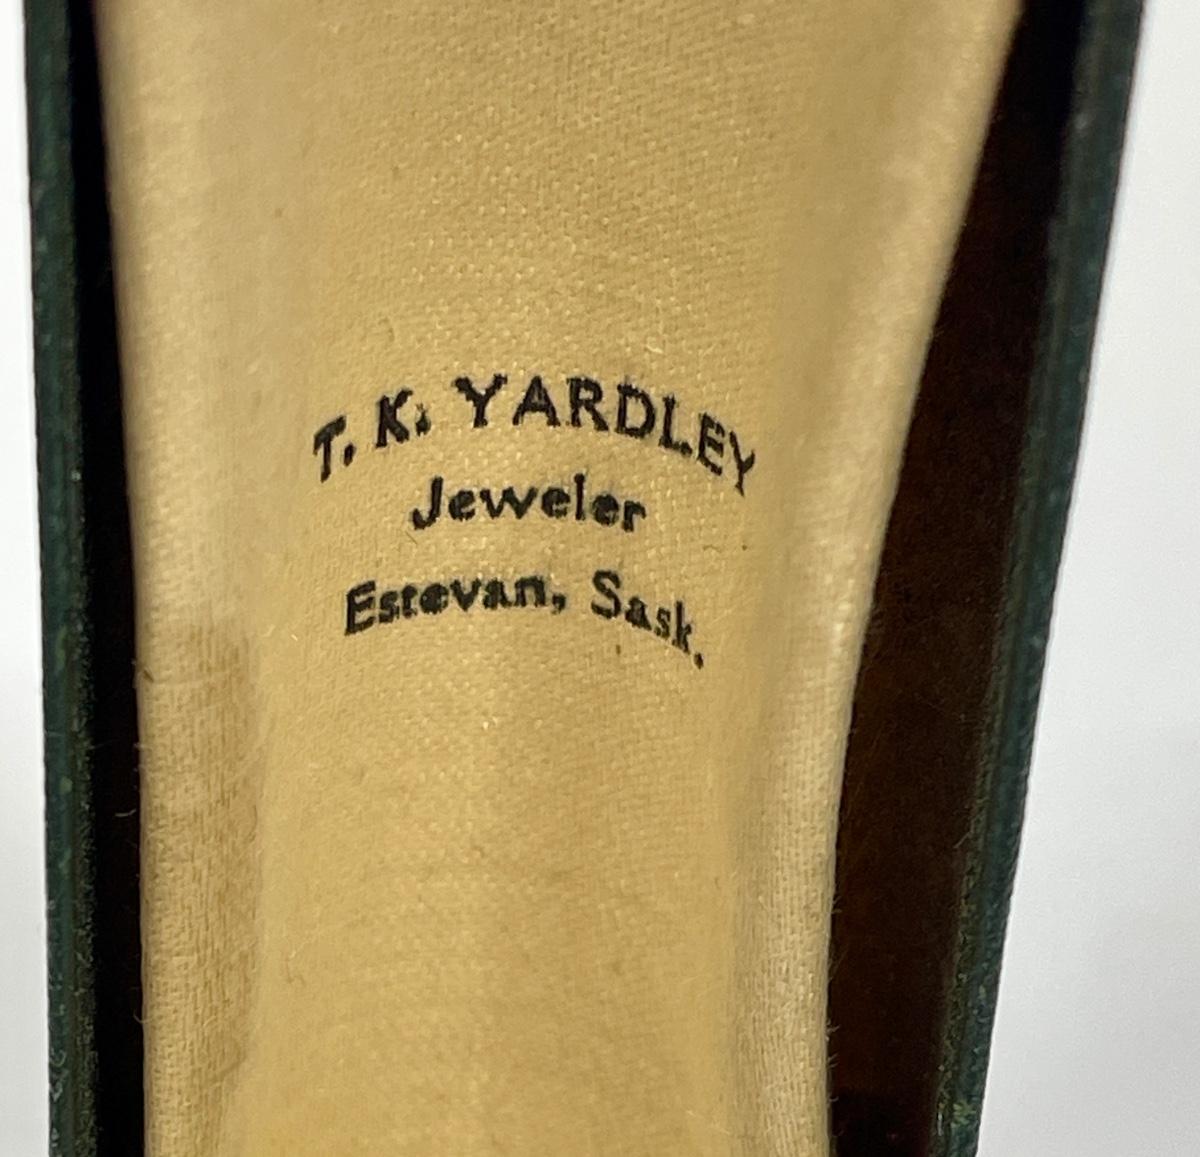 T. K. YARDLEY
Jeweler
Estevan, Sask.